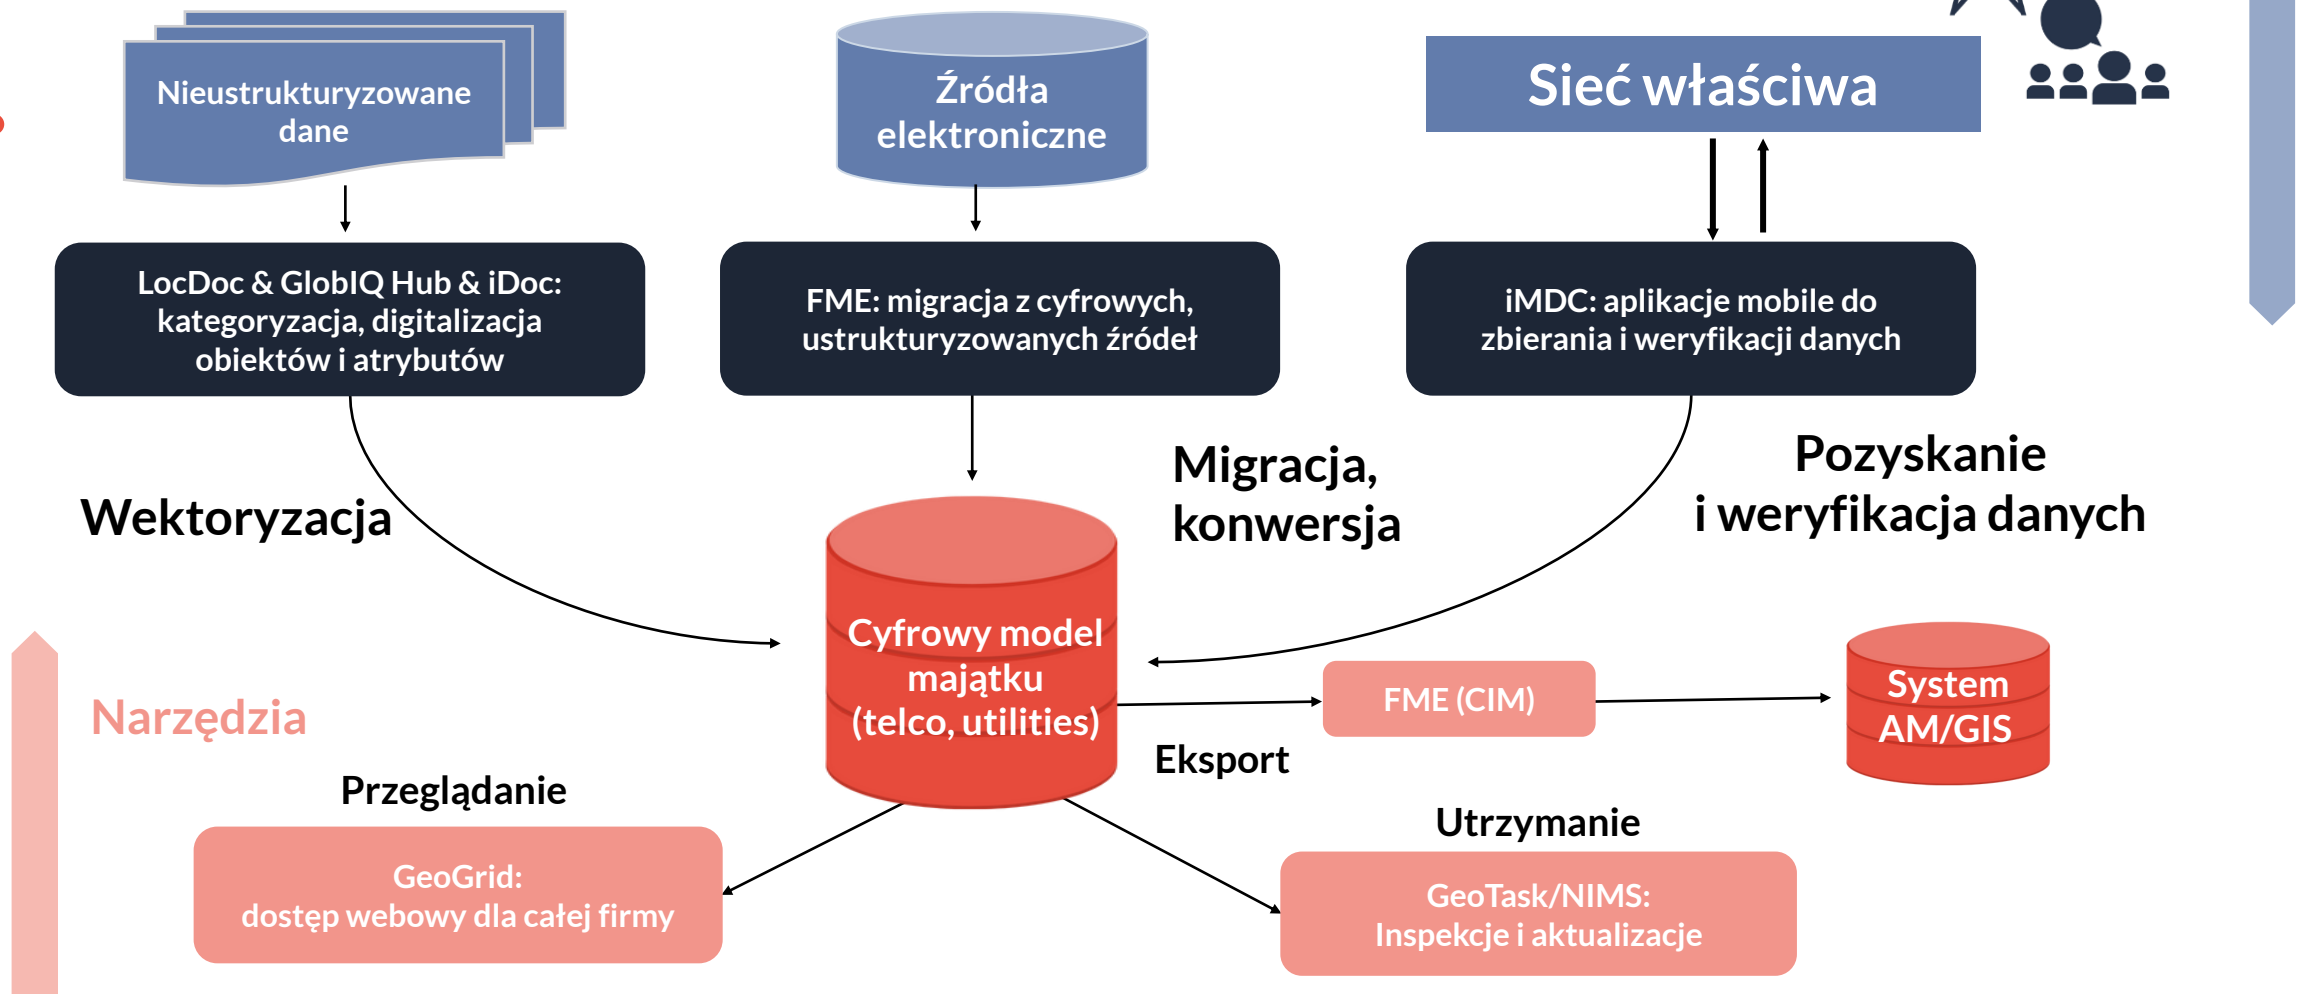 Nieustrukturyzowane
dane
Źródła
elektroniczne
Sieć właściwa
LocDoc & GlobIQ Hub & iDoc:
kategoryzacja, digitalizacja
obiektów i atrybutów
FME: migracja z cyfrowych,
ustrukturyzowanych źródeł
iMDC: aplikacje mobile do
zbierania i weryfikacji danych
Wektoryzacja
Migracja,
konwersja
Pozyskanie
i weryfikacja danych
Cyfrowy model
majątku
(telco, utilities)
FME (CIM)
System
AM/GIS
Narzędzia
Eksport
Przeglądanie
Utrzymanie
GeoGrid:
dostęp webowy dla całej firmy
GeoTask/NIMS:
Inspekcje i aktualizacje